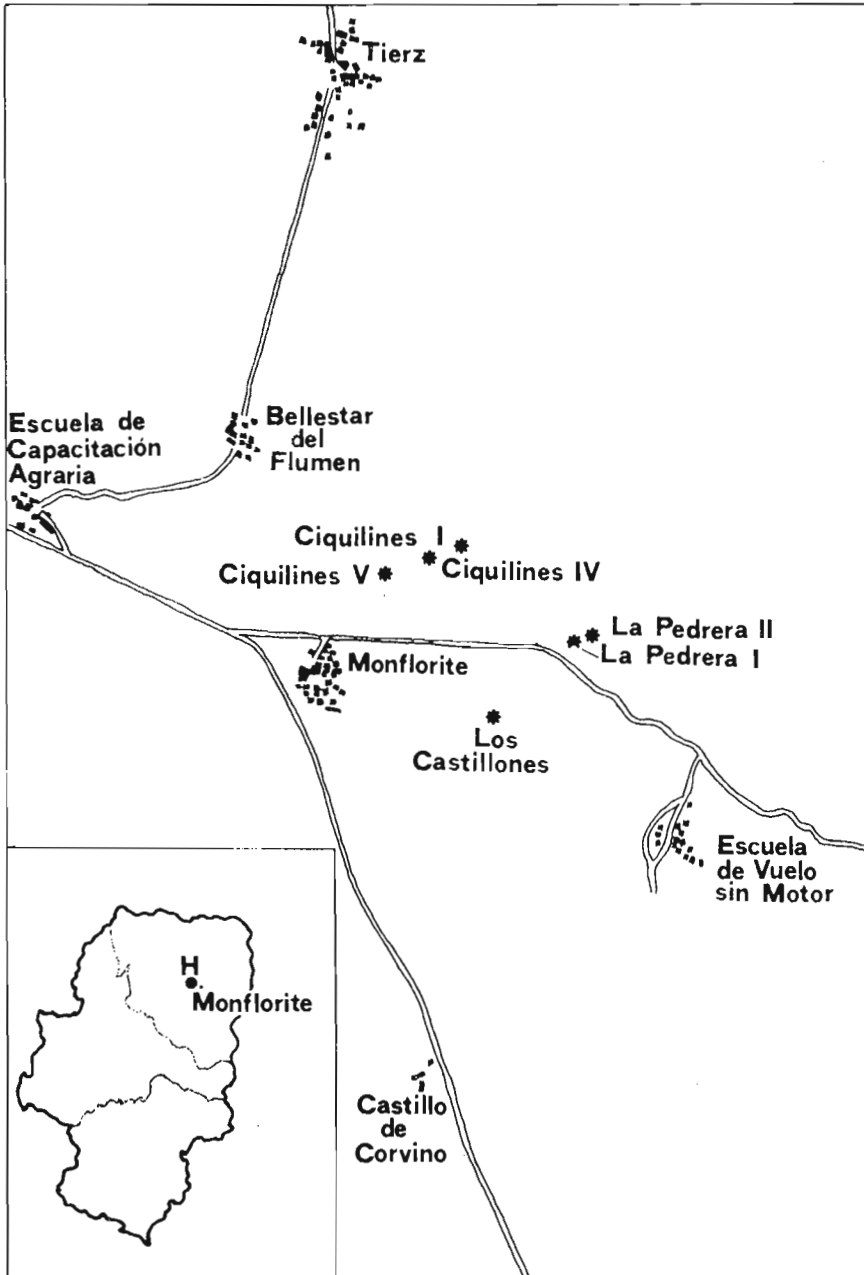 Tierz
Bellestar
del
Flumen
Escuela de
Capacitación
Agraria
Ciquilines I
Ciquilines IV
Ciquilines V
La Pedrera II
La Pedrera I
Monflorite
Los
Castillones
Escuela
de Vuelo
sin Motor
H
Monflorite
Castillo
de
Corvino